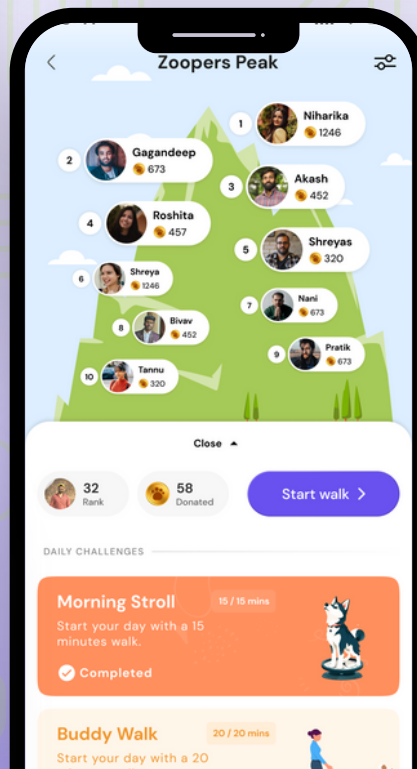 Zoopers Peak
1
Niharika
1246
2
Gagandeep
673
3
Akash
452
4
Roshita
457
5
Shreyas
320
6
Shreya
1246
7
Nani
673
8
Bivav
452
9
Pratik
673
10
Tannu
320
Close
32
Rank
58
Donated
Start walk
DAILY CHALLENGES
Morning Stroll
15 / 15 mins
Start your day with a 15
minutes walk.
Completed
Buddy Walk
20 / 20 mins
Start your day with a 20